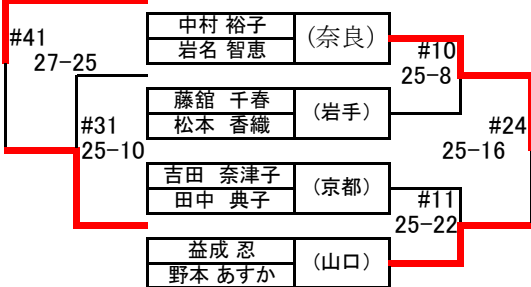 #41
27-25
中村 裕子
岩名 智恵
(奈良)
#10
25-8
藤舘 千春
松本 香織
(岩手)
#31
25-10
#24
25-16
吉田 奈津子
田中 典子
(京都)
#11
25-22
益成 忍
野本 あすか
(山口)